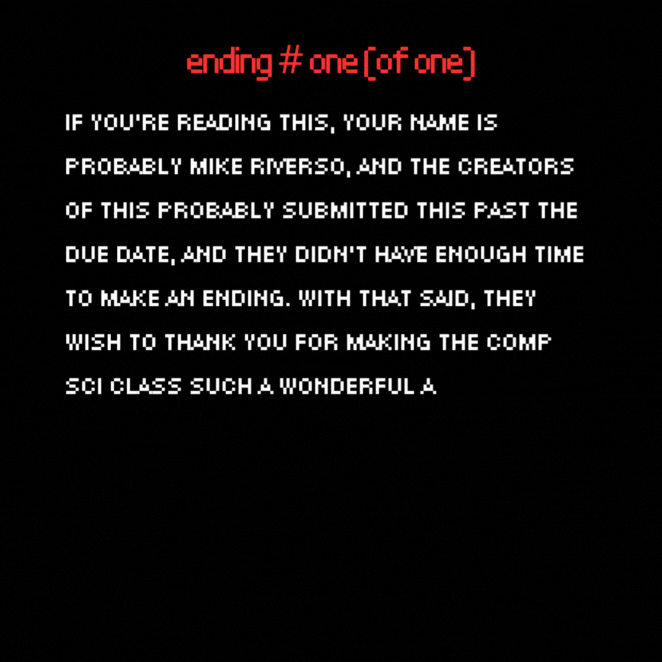 ending # one (of one)
IF YOU'RE READING THIS, YOUR NAME IS
PROBABLY MIKE RIVERSO, AND THE CREATORS
OF THIS PROBABLY SUBMITTED THIS PAST THE
DUE DATE, AND THEY DIDN'T HAVE ENOUGH TIME
TO MAKE AN ENDING. WITH THAT SAID, THEY
WISH TO THANK YOU FOR MAKING THE COMP
SCI CLASS SUCH A WONDERFUL A